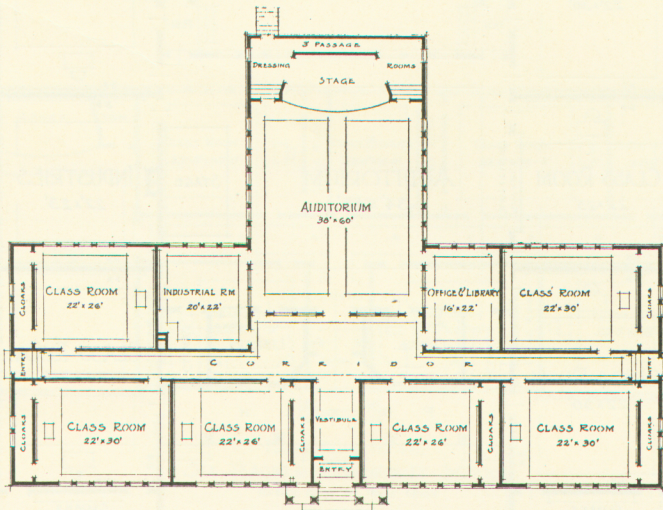 3' PASSAGE
DRESSING ROOMS
STAGE
AUDITORIUM
38' × 60'
CLOAKS
CLASS ROOM
22' × 26'
INDUSTRIAL RM
20' × 22'
OFFICE & LIBRARY
16' × 22'
CLASS ROOM
22' × 30'
CLOAKS
ENTRY
CORRIDOR
ENTRY
CLOAKS
CLASS ROOM
22' × 30'
CLASS ROOM
22' × 26'
CLOAKS
VESTIBULE
ENTRY
CLASS ROOM
22' × 26'
CLOAKS
CLASS ROOM
22' × 30'
CLOAKS